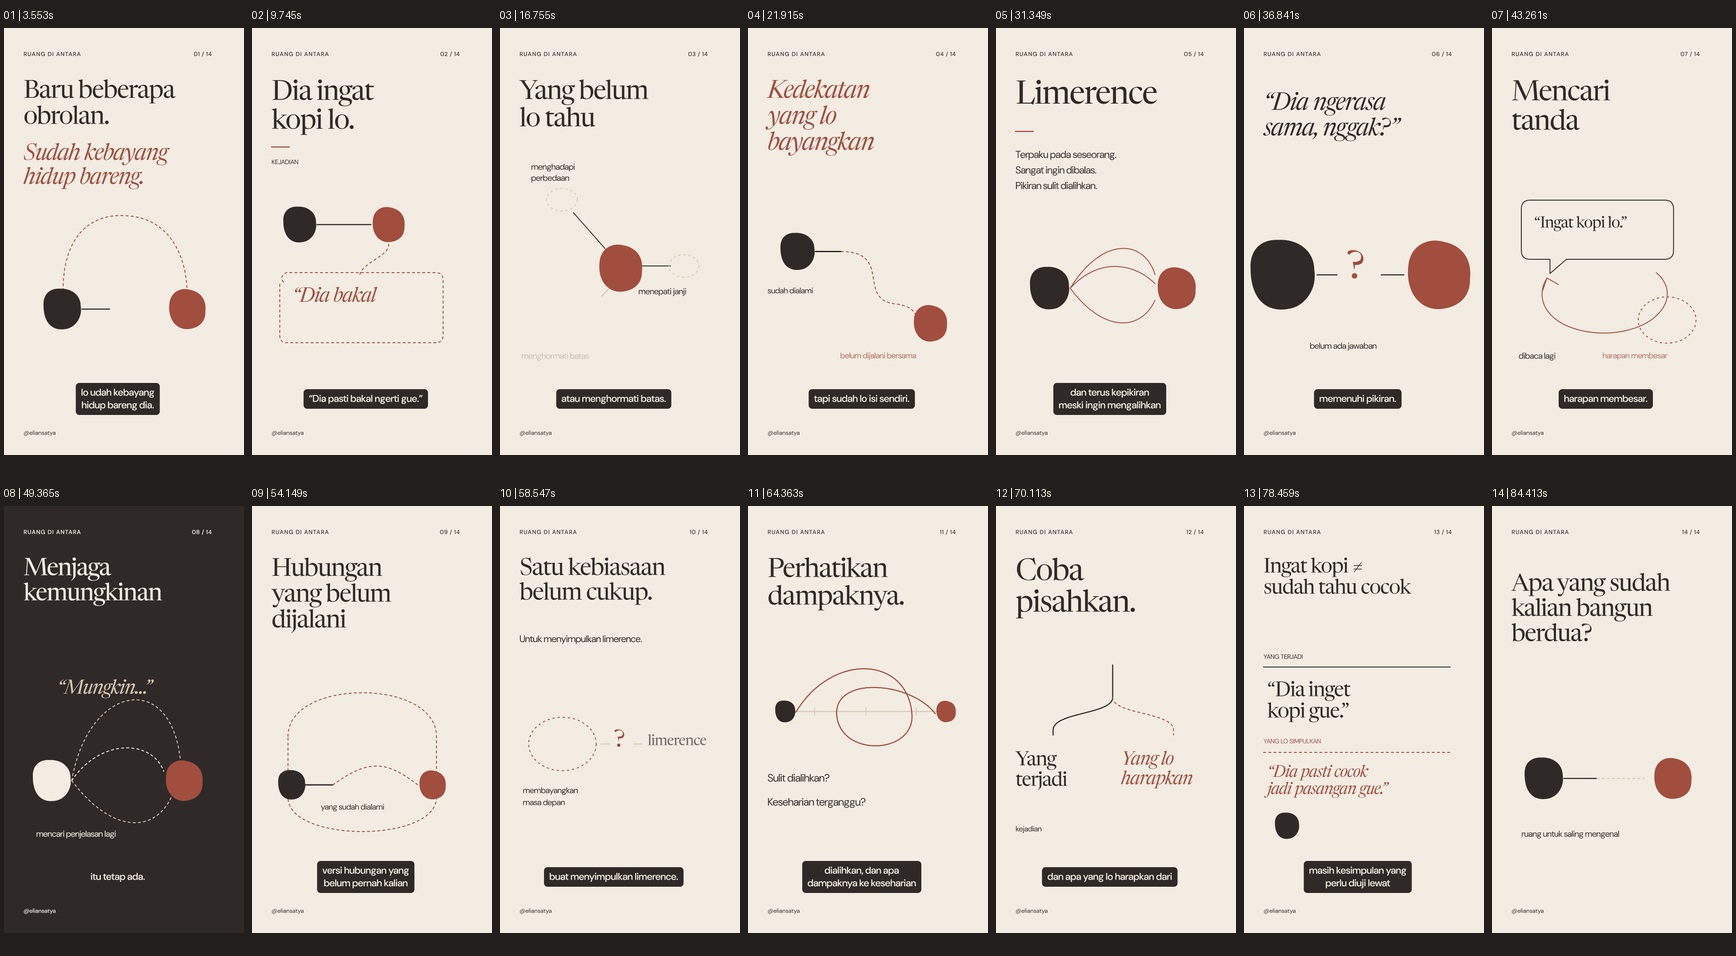 01 | 3.553s
RUANG DI ANTARA
01 / 14
Baru beberapa
obrolan.
Sudah kebayang
hidup bareng.
lo udah kebayang
hidup bareng dia.
@eliansatya
02 | 9.745s
RUANG DI ANTARA
02 / 14
Dia ingat
kopi lo.
KEJADIAN
“Dia bakal
“Dia pasti bakal ngerti gue.”
@eliansatya
03 | 16.755s
RUANG DI ANTARA
03 / 14
Yang belum
lo tahu
menghadapi
perbedaan
menepati janji
menghormati batas
atau menghormati batas.
@eliansatya
04 | 21.915s
RUANG DI ANTARA
04 / 14
Kedekatan
yang lo
bayangkan
sudah dialami
belum dijalani bersama
tapi sudah lo isi sendiri.
@eliansatya
05 | 31.349s
RUANG DI ANTARA
05 / 14
Limerence
Terpaku pada seseorang.
Sangat ingin dibalas.
Pikiran sulit dialihkan.
dan terus kepikiran
meski ingin mengalihkan
@eliansatya
06 | 36.841s
RUANG DI ANTARA
06 / 14
“Dia ngerasa
sama, nggak?”
?
belum ada jawaban
memenuhi pikiran.
@eliansatya
07 | 43.261s
RUANG DI ANTARA
07 / 14
Mencari
tanda
“Ingat kopi lo.”
dibaca lagi
harapan membesar
harapan membesar.
@eliansatya
08 | 49.365s
RUANG DI ANTARA
08 / 14
Menjaga
kemungkinan
“Mungkin...”
mencari penjelasan lagi
itu tetap ada.
@eliansatya
09 | 54.149s
RUANG DI ANTARA
09 / 14
Hubungan
yang belum
dijalani
yang sudah dialami
versi hubungan yang
belum pernah kalian
@eliansatya
10 | 58.547s
RUANG DI ANTARA
10 / 14
Satu kebiasaan
belum cukup.
Untuk menyimpulkan limerence.
?
limerence
membayangkan
masa depan
buat menyimpulkan limerence.
@eliansatya
11 | 64.363s
RUANG DI ANTARA
11 / 14
Perhatikan
dampaknya.
Sulit dialihkan?
Keseharian terganggu?
dialihkan, dan apa
dampaknya ke keseharian
@eliansatya
12 | 70.113s
RUANG DI ANTARA
12 / 14
Coba
pisahkan.
Yang
terjadi
Yang lo
harapkan
kejadian
dan apa yang lo harapkan dari
@eliansatya
13 | 78.459s
RUANG DI ANTARA
13 / 14
Ingat kopi ≠
sudah tahu cocok
YANG TERJADI
“Dia inget
kopi gue.”
YANG LO SIMPULKAN
“Dia pasti cocok
jadi pasangan gue.”
masih kesimpulan yang
perlu diuji lewat
@eliansatya
14 | 84.413s
RUANG DI ANTARA
14 / 14
Apa yang sudah
kalian bangun
berdua?
ruang untuk saling mengenal
@eliansatya